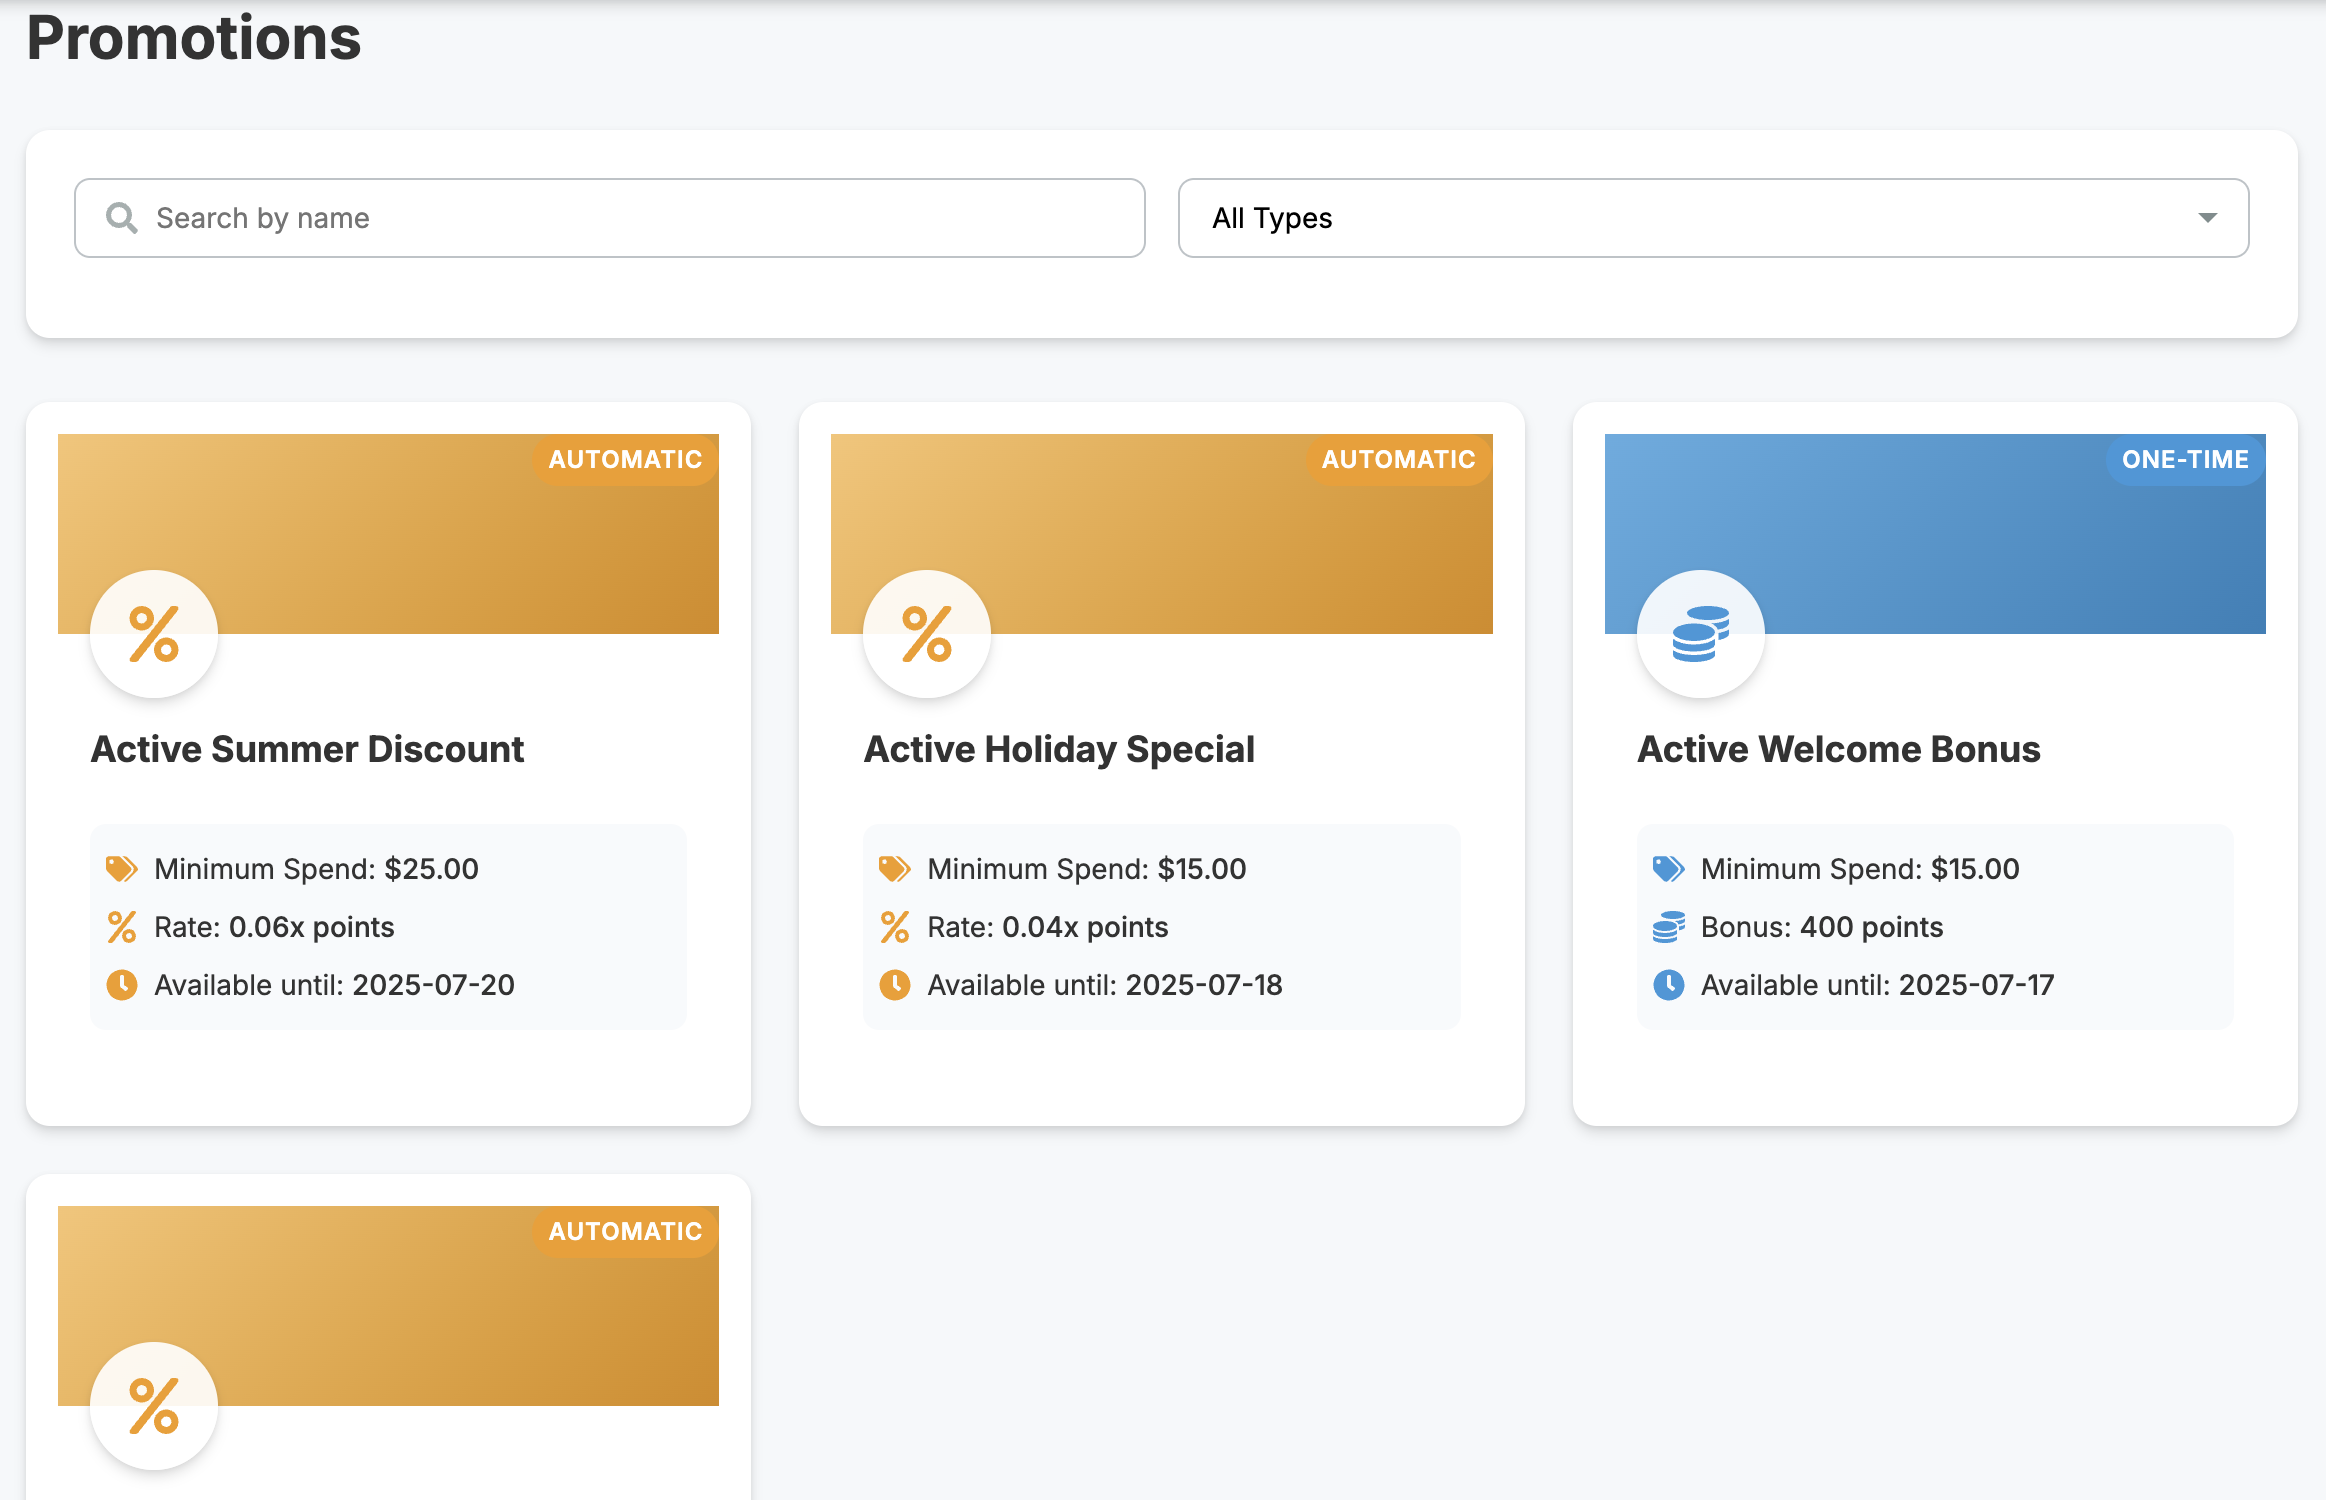 Promotions
Search by name
All Types
AUTOMATIC
Active Summer Discount
Minimum Spend: $25.00
Rate: 0.06x points
Available until: 2025-07-20
AUTOMATIC
Active Holiday Special
Minimum Spend: $15.00
Rate: 0.04x points
Available until: 2025-07-18
ONE-TIME
Active Welcome Bonus
Minimum Spend: $15.00
Bonus: 400 points
Available until: 2025-07-17
AUTOMATIC